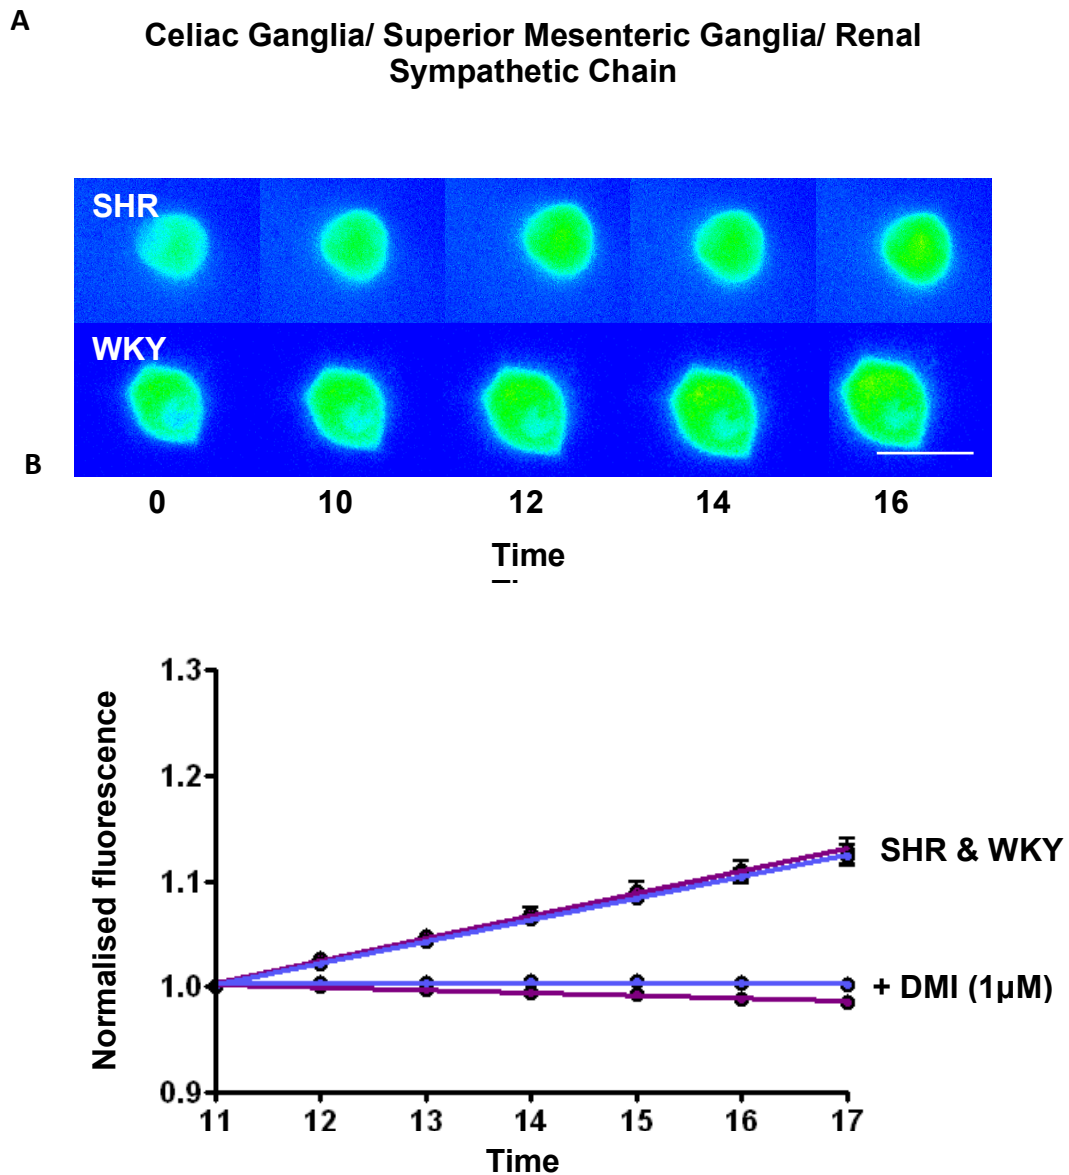 A
Celiac Ganglia/ Superior Mesenteric Ganglia/ Renal
Sympathetic Chain
SHR
WKY
B
0 10 12 14 16
Time
1.3
1.2
1.1
1.0
0.9
Normalised fluorescence
SHR & WKY
+ DMI (1µM)
11 12 13 14 15 16 17
Time